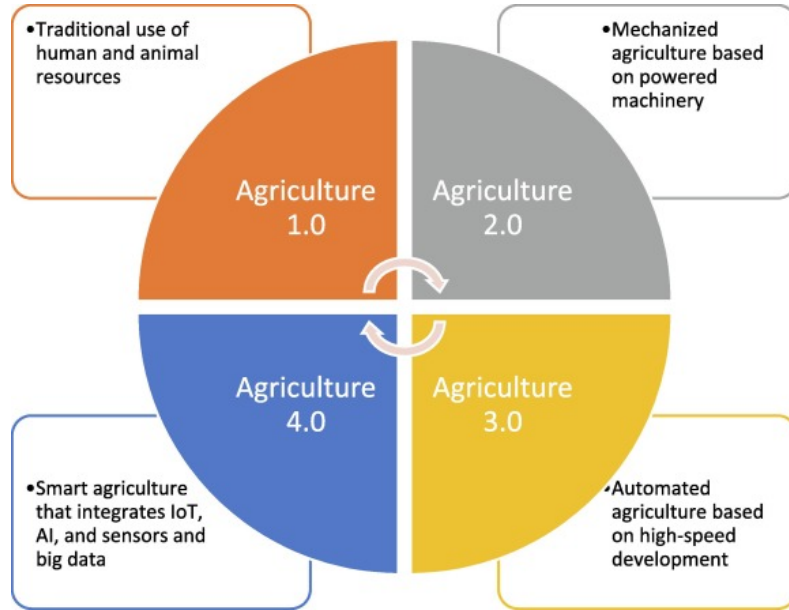 •Traditional use of
human and animal
resources
•Mechanized
agriculture based
on powered
machinery
Agriculture
1.0
Agriculture
2.0
Agriculture
4.0
Agriculture
3.0
•Smart agriculture
that integrates IoT,
AI, and sensors and
big data
•Automated
agriculture based
on high-speed
development